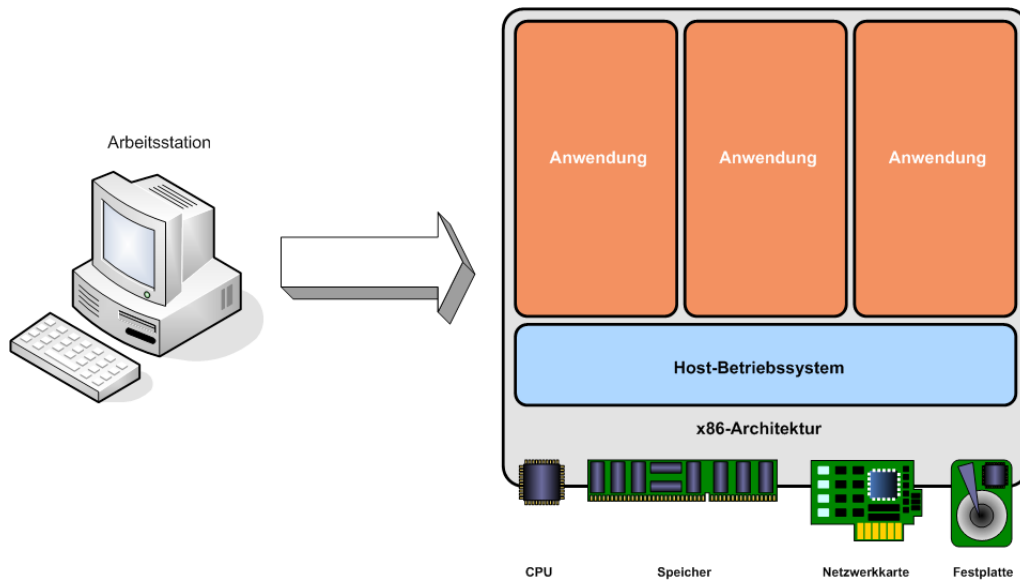 Arbeitsstation
Anwendung Anwendung Anwendung
Host-Betriebssystem
x86-Architektur
CPU Speicher Netzwerkkarte Festplatte